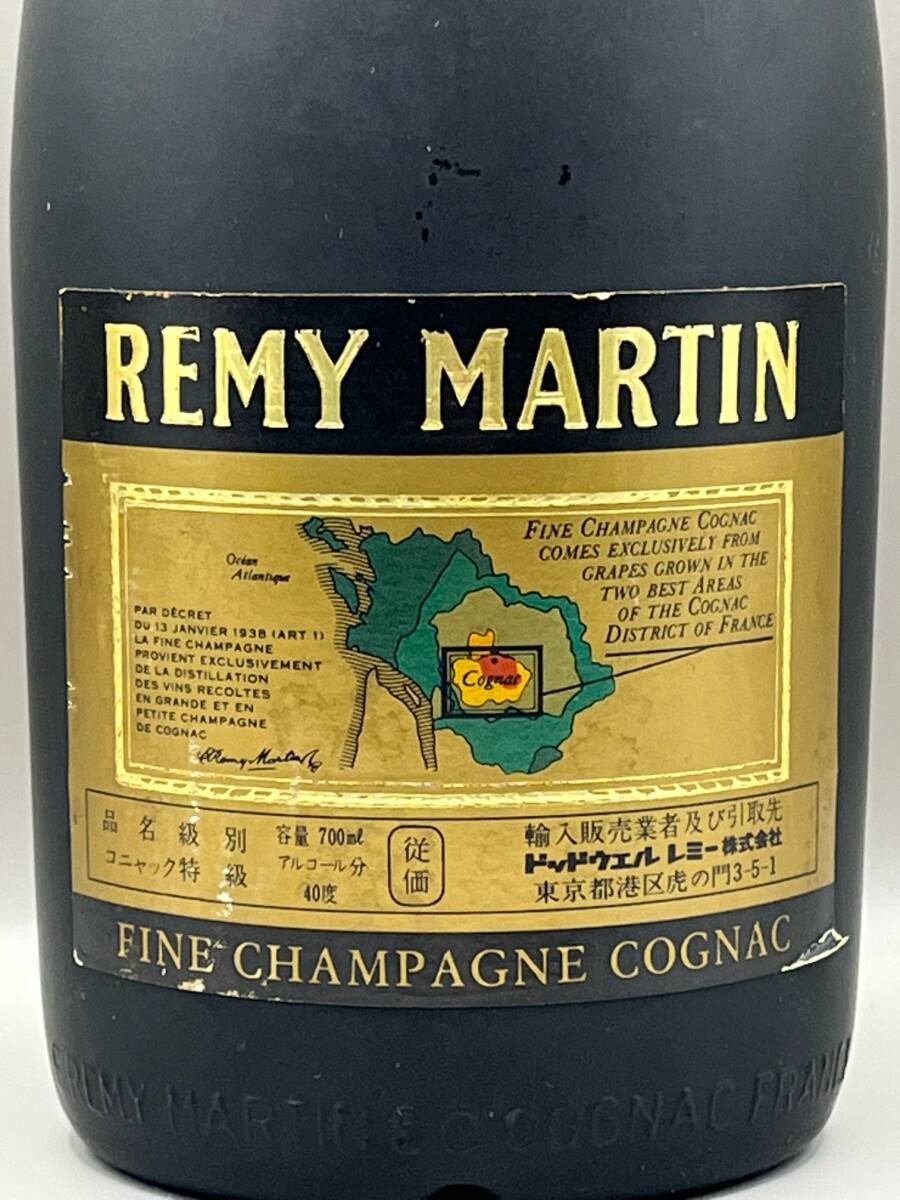 REMY MARTIN
Océan
Atlantique
FINE CHAMPAGNE COGNAC
COMES EXCLUSIVELY FROM
GRAPES GROWN IN THE
TWO BEST AREAS
OF THE COGNAC
DISTRICT OF FRANCE
PAR DÉCRET
DU 13 JANVIER 1938 (ART 1)
LA FINE CHAMPAGNE
PROVIENT EXCLUSIVEMENT
DE LA DISTILLATION
DES VINS RECOLTES
EN GRANDE ET EN
PETITE CHAMPAGNE
DE COGNAC
Cognac
Remy Martin
品名級別
コニャック特級
容量 700ml
アルコール分
40度
従価
輸入販売業者及び引取先
ドッドウエル レミー株式会社
東京都港区虎の門3-5-1
FINE CHAMPAGNE COGNAC
REMY MARTIN & C COGNAC FRANCE